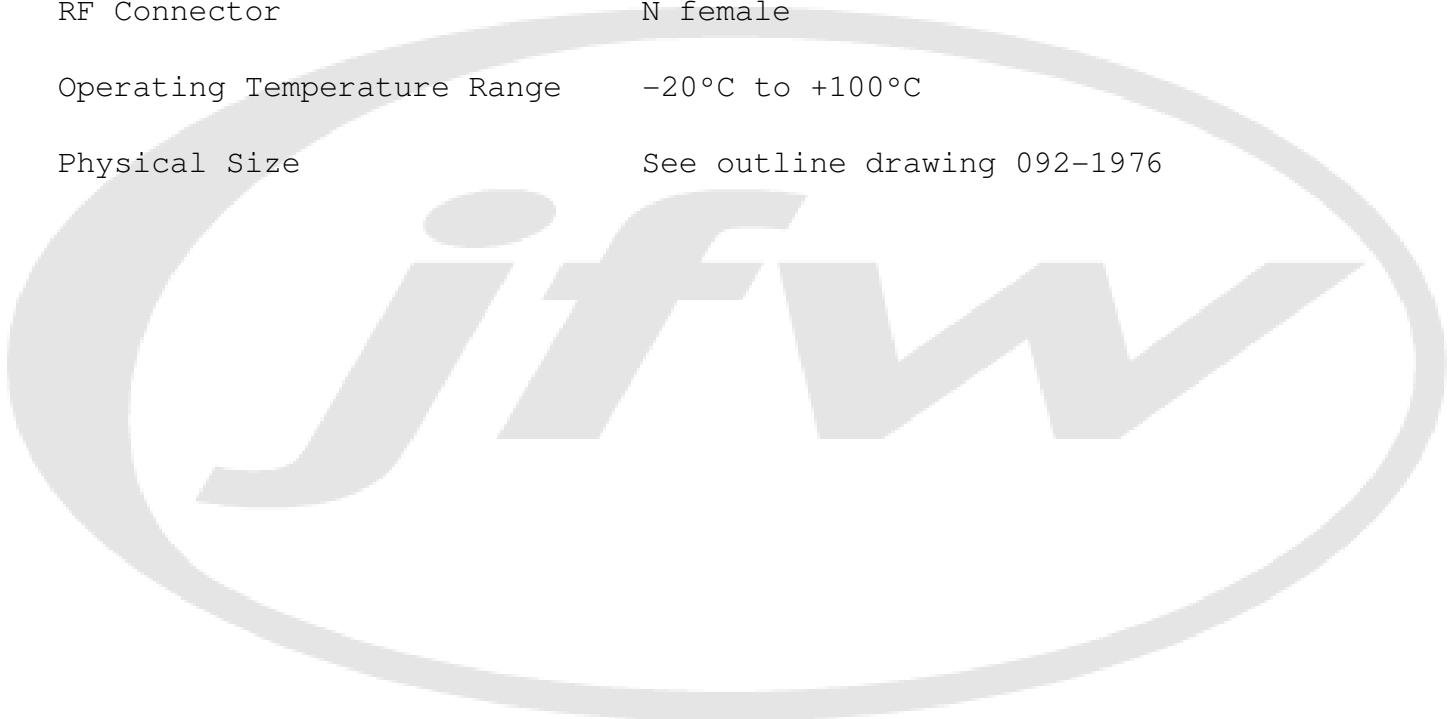 RF Connector N female
Operating Temperature Range -20°C to +100°C
Physical Size See outline drawing 092-1976
jfw